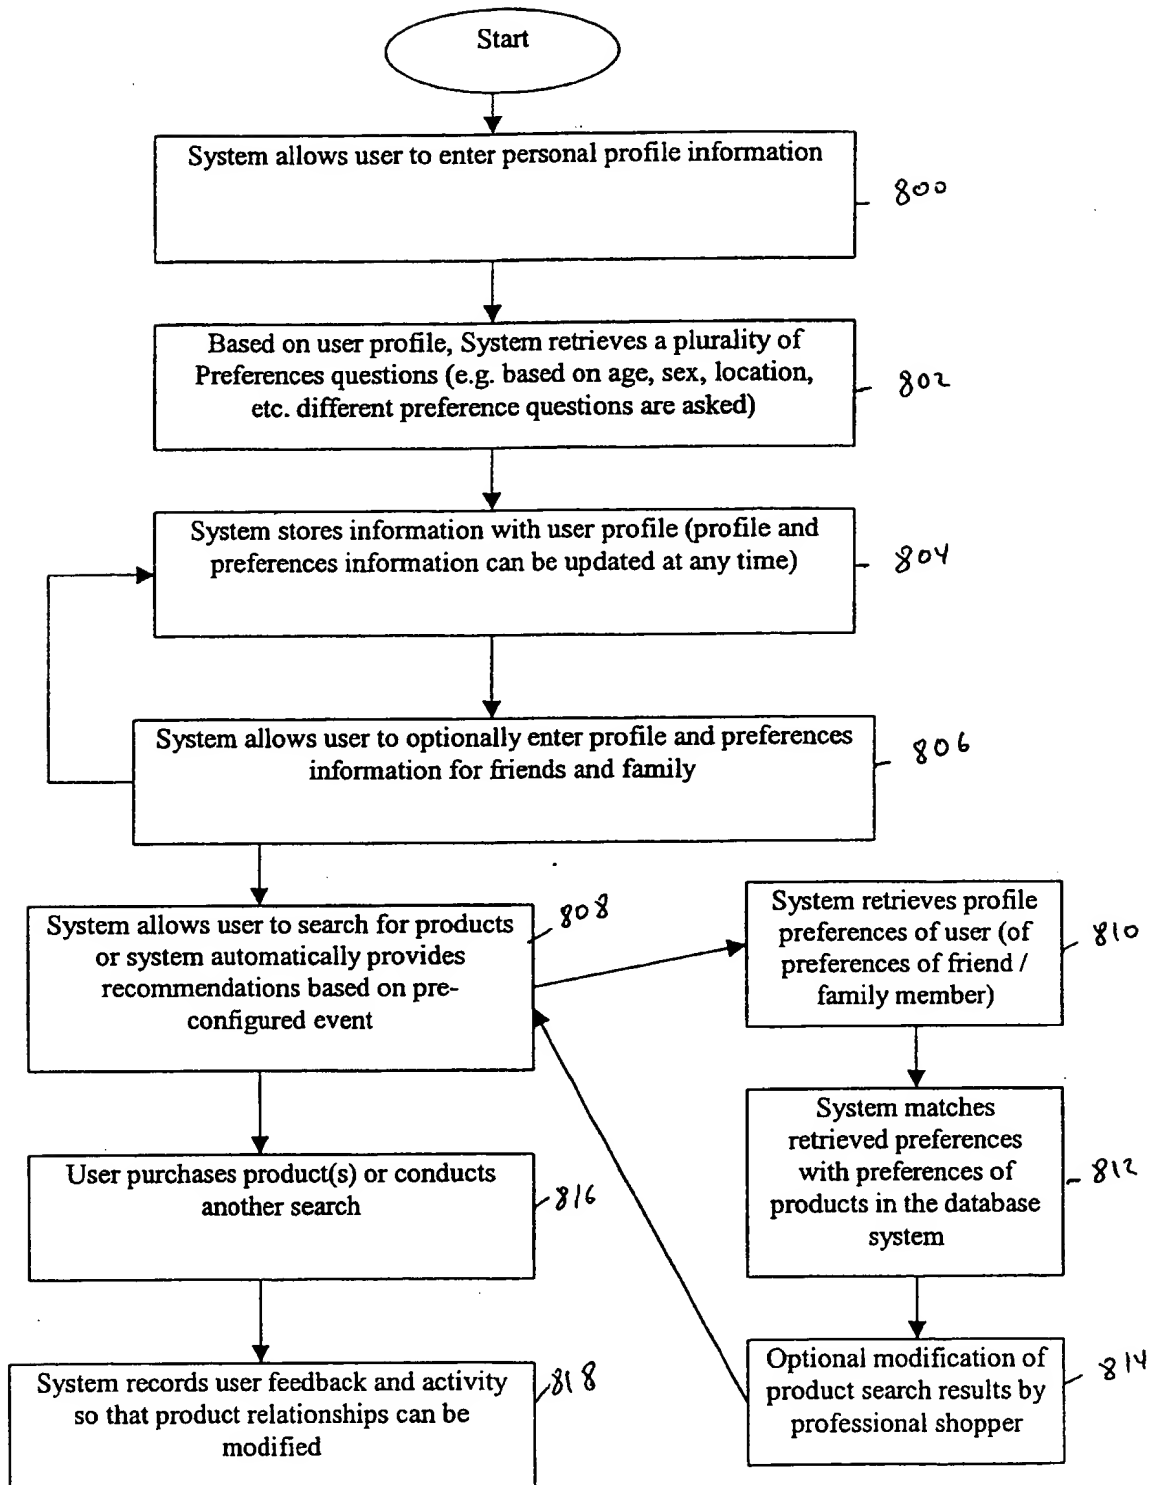 Start
System allows user to enter personal profile information
800
Based on user profile, System retrieves a plurality of
Preferences questions (e.g. based on age, sex, location,
etc. different preference questions are asked)
802
System stores information with user profile (profile and
preferences information can be updated at any time)
804
System allows user to optionally enter profile and preferences
information for friends and family
806
System allows user to search for products
or system automatically provides
recommendations based on pre-
configured event
808
System retrieves profile
preferences of user (of
preferences of friend /
family member)
810
System matches
retrieved preferences
with preferences of
products in the database
system
812
Optional modification of
product search results by
professional shopper
814
User purchases product(s) or conducts
another search
816
System records user feedback and activity
so that product relationships can be
modified
818